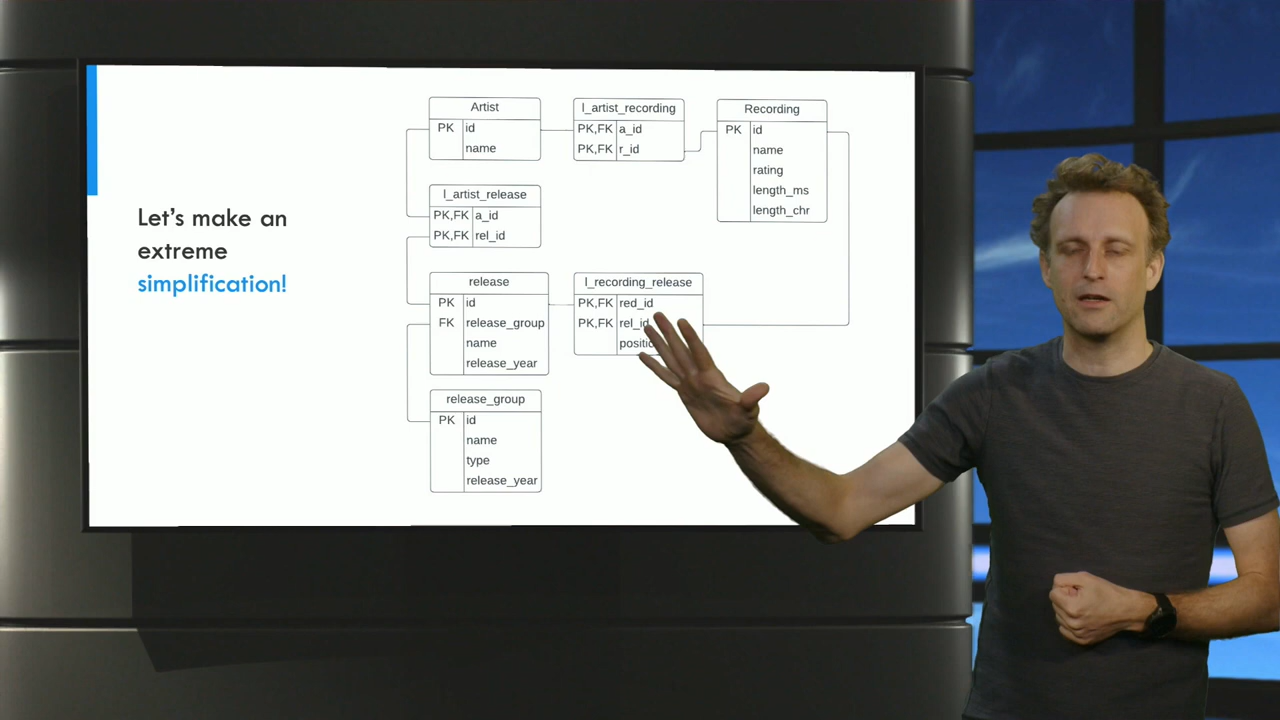 Let's make an
extreme
simplification!
Artist
PK id
name
l_artist_recording
PK,FK a_id
PK,FK r_id
Recording
PK id
name
rating
length_ms
length_chr
l_artist_release
PK,FK a_id
PK,FK rel_id
release
PK id
FK release_group
name
release_year
l_recording_release
PK,FK red_id
PK,FK rel_id
release_group
PK id
name
type
release_year